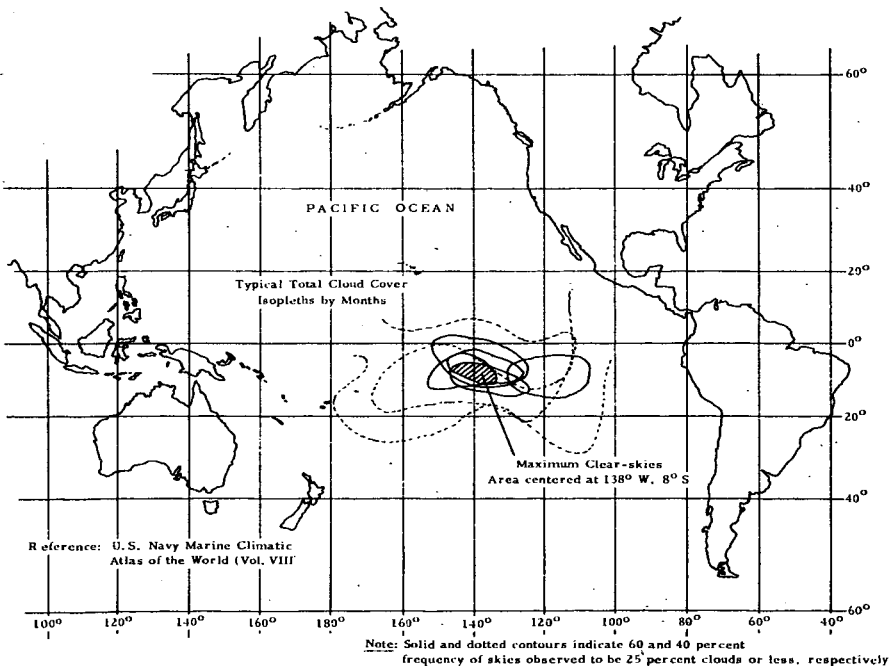 60°
40°
PACIFIC OCEAN
20°
Typical Total Cloud Cover
Isopleths by Months
0°
20°
Maximum Clear-skies
Area centered at 138° W, 8° S
40°
Reference: U.S. Navy Marine Climatic
Atlas of the World (Vol. VIII
60°
100° 120° 140° 160° 180° 160° 140° 120° 100° 80° 60° 40°
Note: Solid and dotted contours indicate 60 and 40 percent
frequency of skies observed to be 25 percent clouds or less, respectively